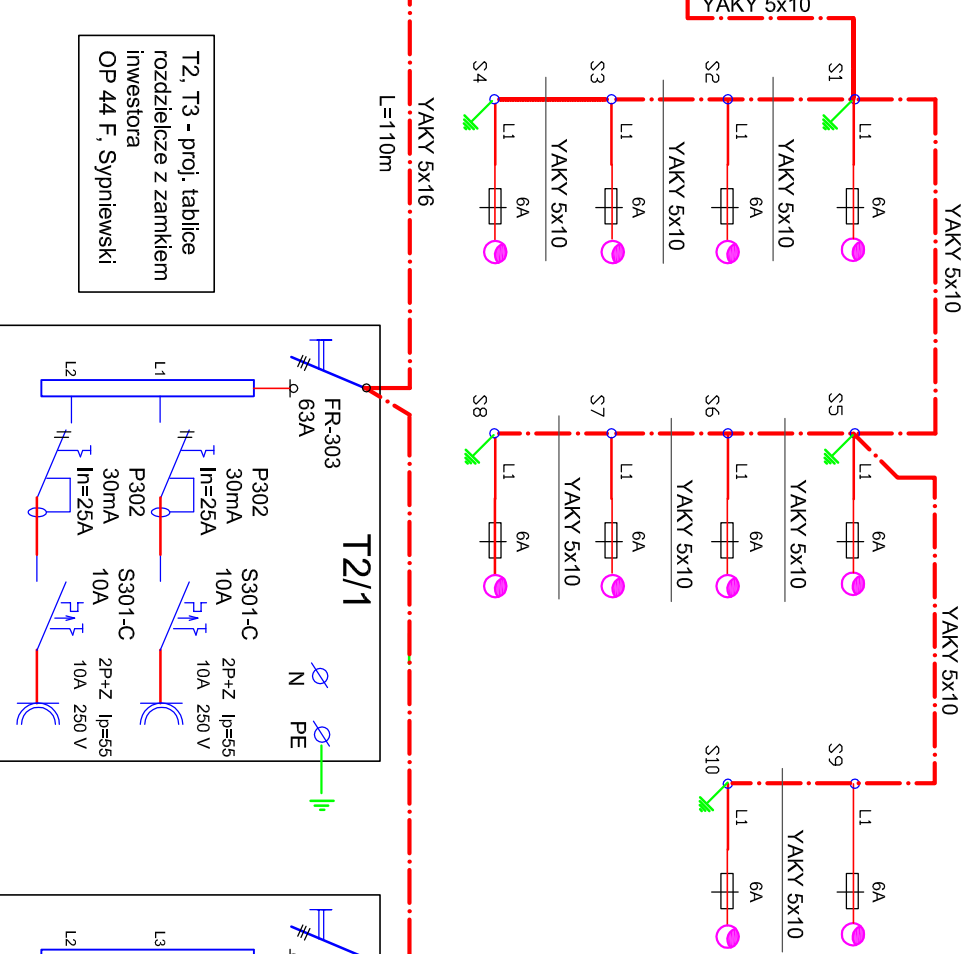 YAKY 5x10
S1
L1
6A
S2
L1
6A
S3
L1
6A
S4
L1
6A
YAKY 5x10
YAKY 5x10
YAKY 5x10
YAKY 5x10
S5
L1
6A
S6
L1
6A
S7
L1
6A
S8
L1
6A
YAKY 5x10
YAKY 5x10
YAKY 5x10
YAKY 5x10
S9
L1
6A
S10
L1
6A
YAKY 5x10
YAKY 5x16
L=110m
T2, T3 - proj. tablice
rozdzielcze z zamkiem
inwestora
OP 44 F, Sypniewski
T2/1
FR-303
63A
L1
L2
P302
30mA
In=25A
P302
30mA
In=25A
S301-C
10A
S301-C
10A
2P+Z Ip=55
10A 250 V
2P+Z Ip=55
10A 250 V
N
PE
L3
L2